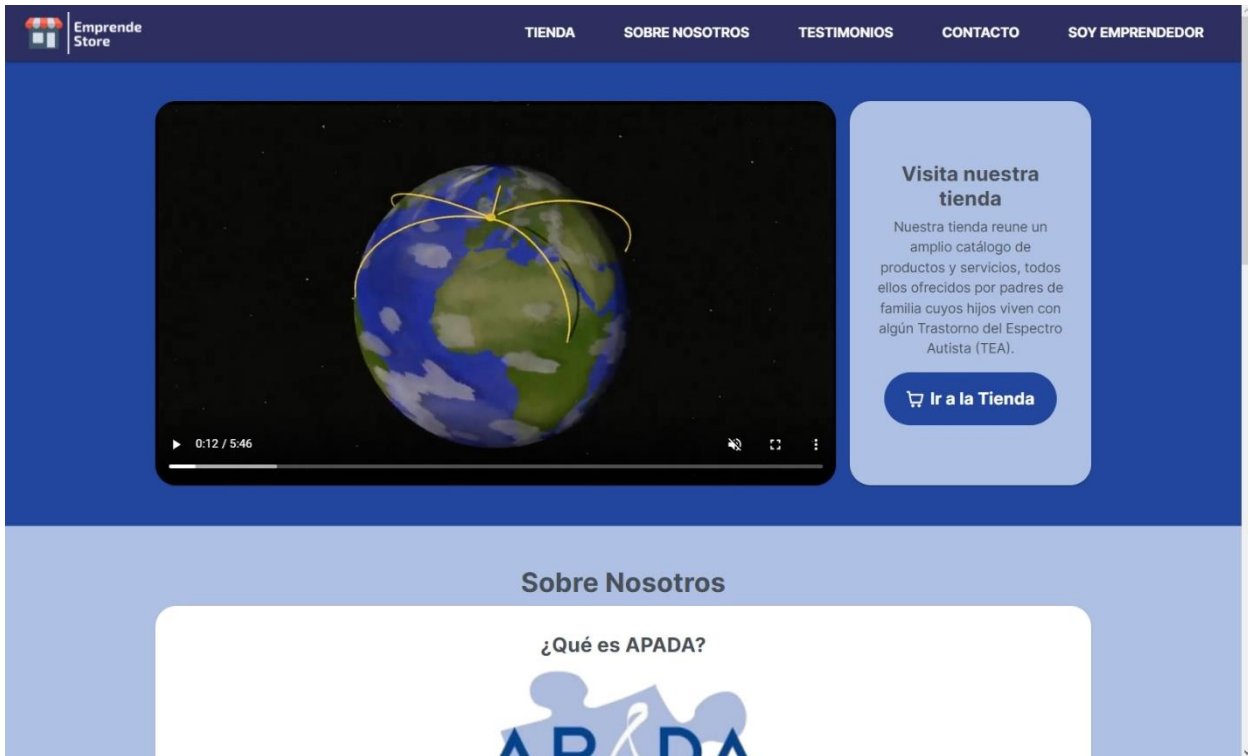 Emprende
Store
TIENDA
SOBRE NOSOTROS
TESTIMONIOS
CONTACTO
SOY EMPRENDEDOR
Visita nuestra
tienda
Nuestra tienda reune un
amplio catálogo de
productos y servicios, todos
ellos ofrecidos por padres de
familia cuyos hijos viven con
algún Trastorno del Espectro
Autista (TEA).
Ir a la Tienda
0:12 / 5:46
Sobre Nosotros
¿Qué es APADA?
APADA